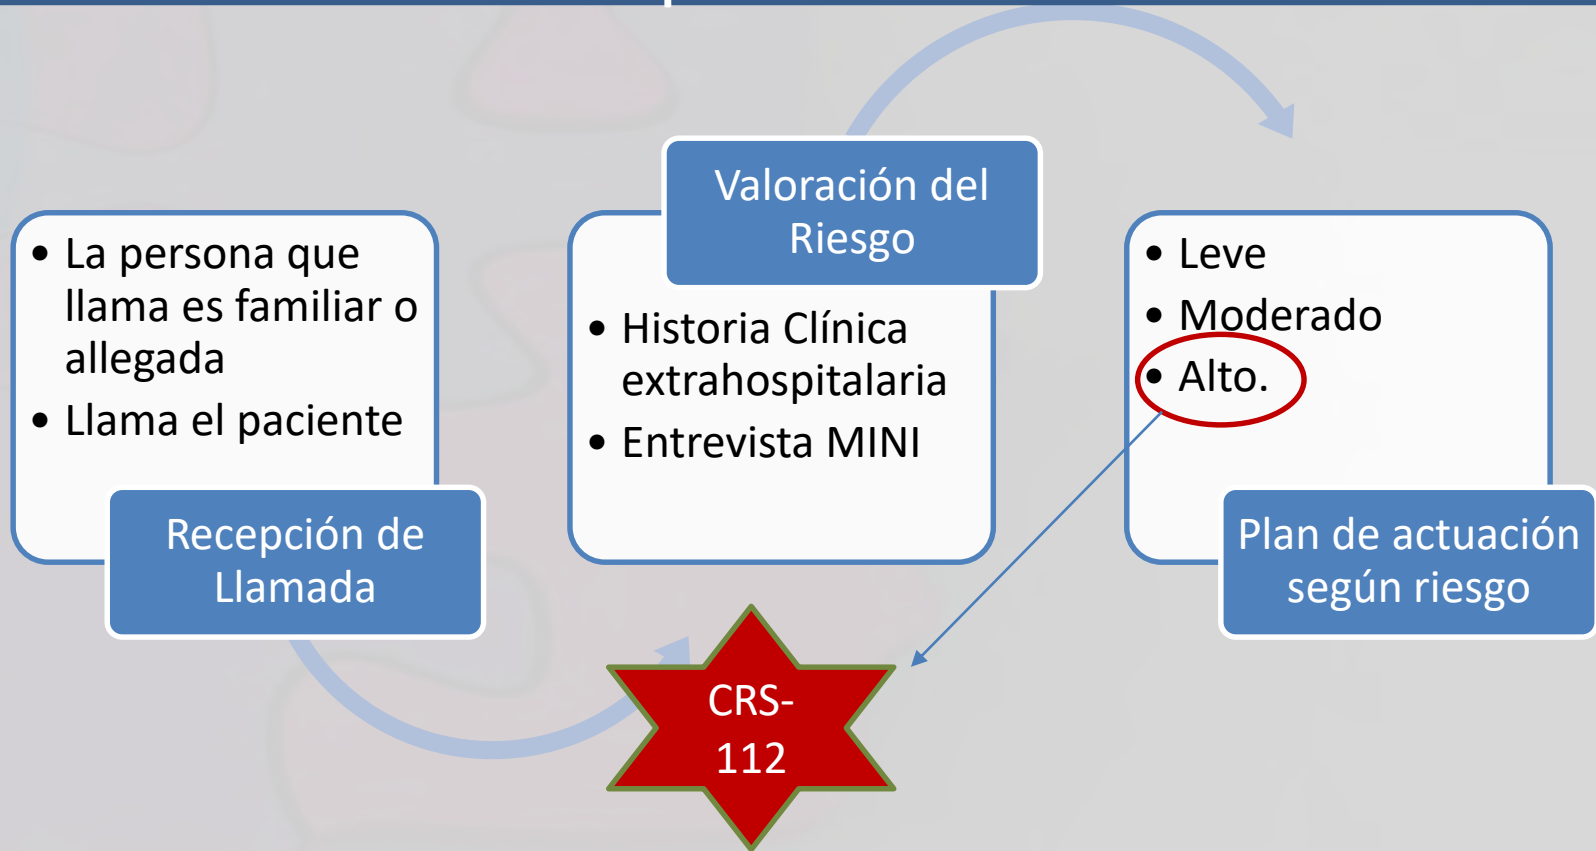 • La persona que
llama es familiar o
allegada
• Llama el paciente
Recepción de
Llamada
Valoración del
Riesgo
• Historia Clínica
extrahospitalaria
• Entrevista MINI
• Leve
• Moderado
• Alto.
Plan de actuación
según riesgo
CRS-
112